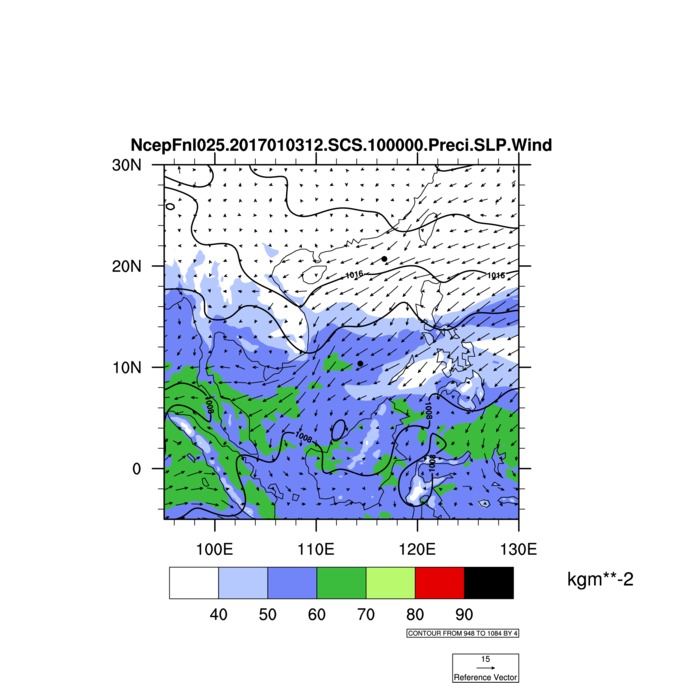 NcepFnl025.2017010312.SCS.100000.Preci.SLP.Wind
30N
20N
1016
1016
10N
1008
1008
1008
0
100E 110E 120E 130E
kgm**-2
40 50 60 70 80 90
CONTOUR FROM 948 TO 1084 BY 4
15
Reference Vector